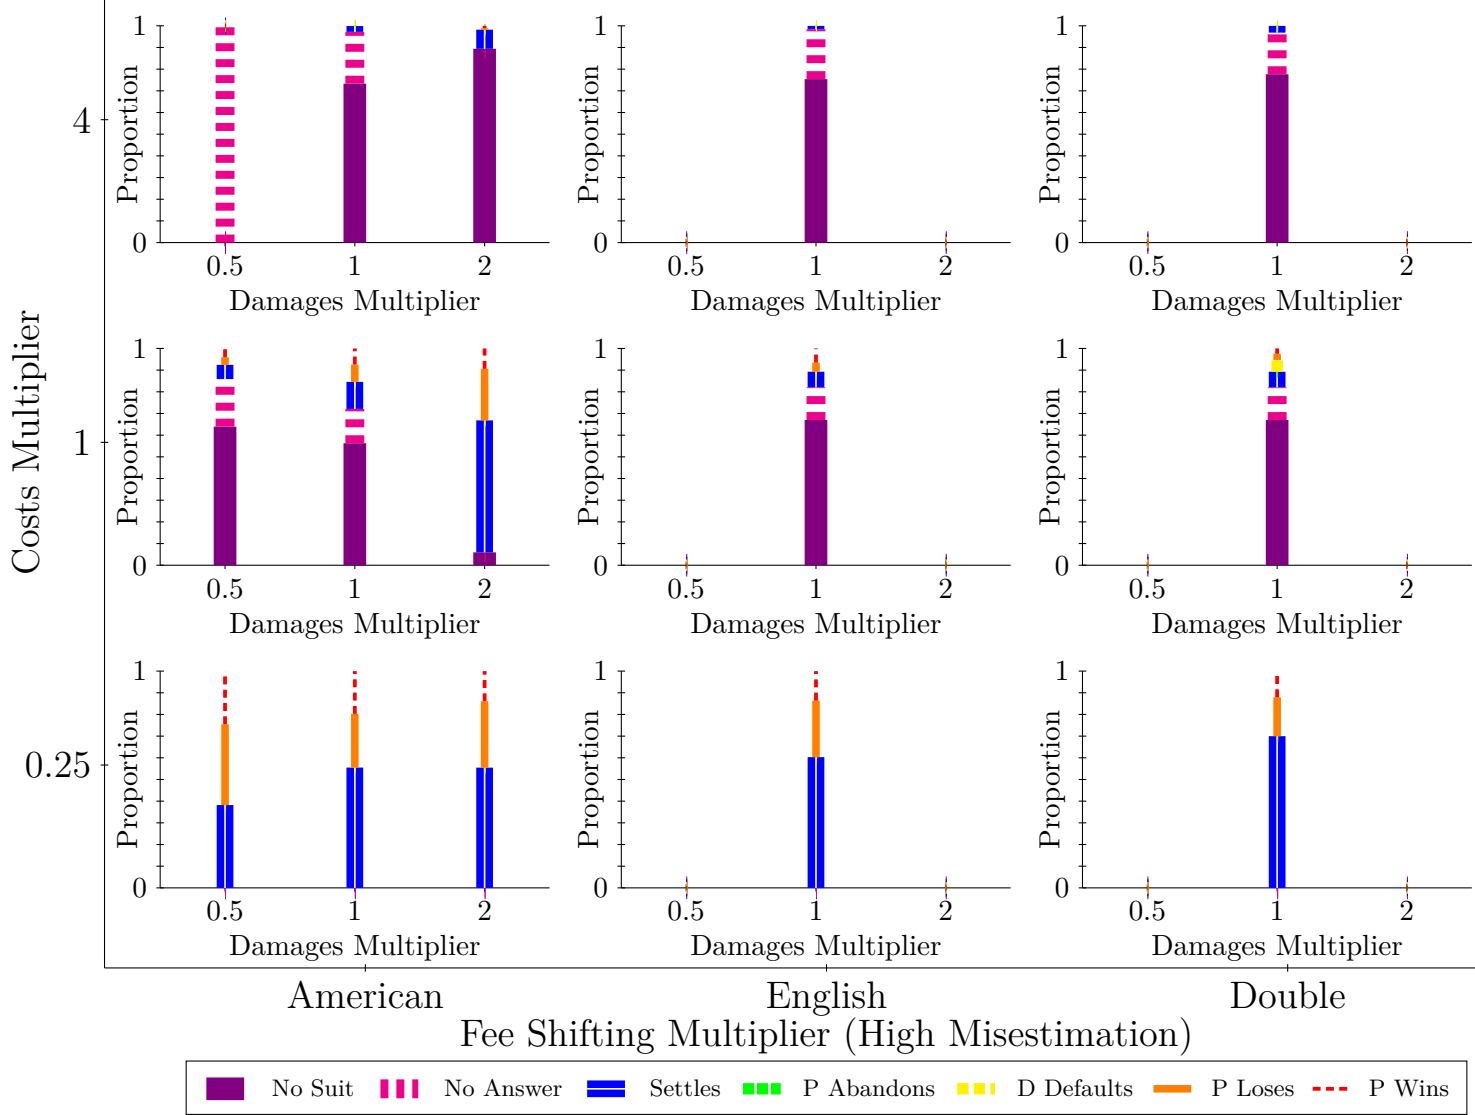 1
Proportion
0
0.5 1 2
Damages Multiplier
1
Proportion
0
0.5 1 2
Damages Multiplier
1
Proportion
0
0.5 1 2
Damages Multiplier
4
1
Proportion
0
0.5 1 2
Damages Multiplier
1
Proportion
0
0.5 1 2
Damages Multiplier
1
Proportion
0
0.5 1 2
Damages Multiplier
1
Costs Multiplier
1
Proportion
0
0.5 1 2
Damages Multiplier
1
Proportion
0
0.5 1 2
Damages Multiplier
1
Proportion
0
0.5 1 2
Damages Multiplier
0.25
American English Double
Fee Shifting Multiplier (High Misestimation)
No Suit No Answer Settles P Abandons D Defaults P Loses P Wins